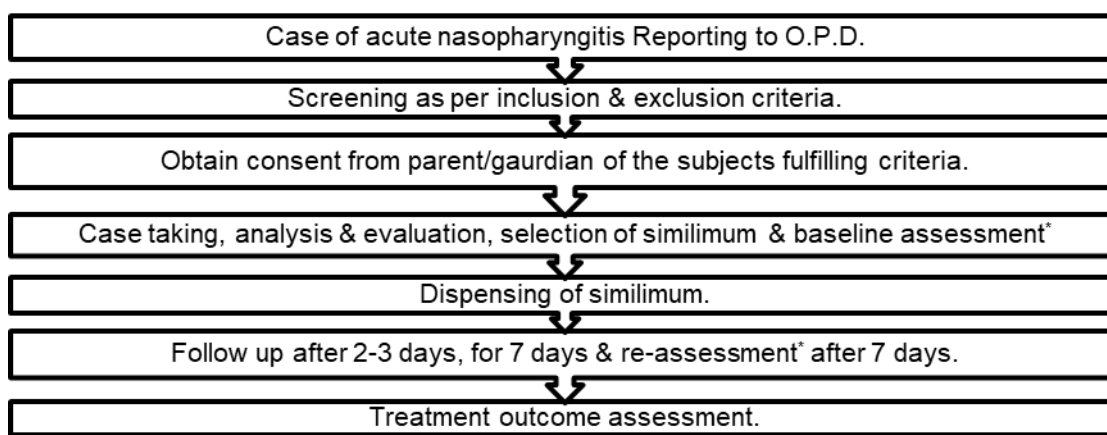 Case of acute nasopharyngitis Reporting to O.P.D.
Screening as per inclusion & exclusion criteria.
Obtain consent from parent/gaurdian of the subjects fulfilling criteria.
Case taking, analysis & evaluation, selection of similimum & baseline assessment*
Dispensing of similimum.
Follow up after 2-3 days, for 7 days & re-assessment* after 7 days.
Treatment outcome assessment.